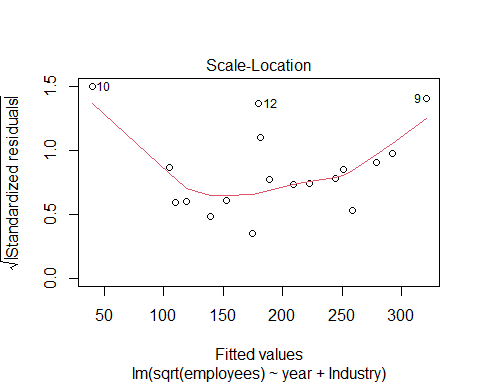 Scale-Location
√|Standardized residuals|
0.0 0.5 1.0 1.5
10
12
9
50 100 150 200 250 300
Fitted values
lm(sqrt(employees) ~ year + Industry)